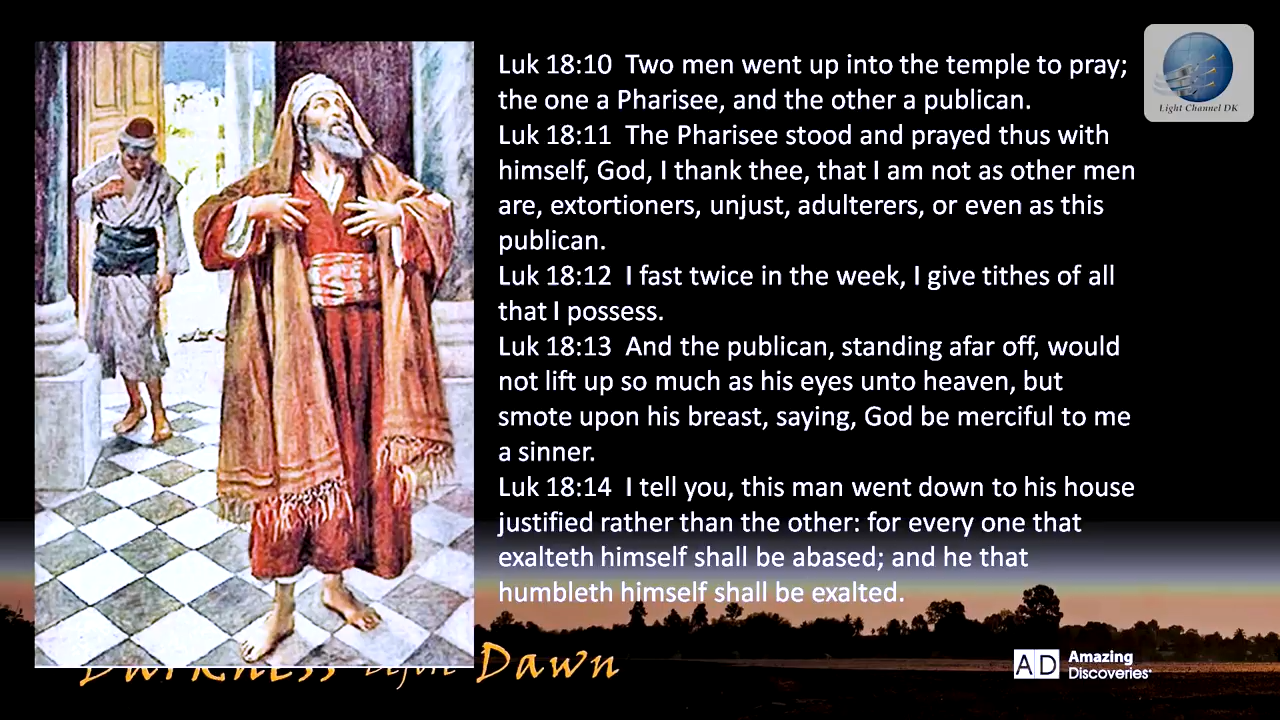 Luk 18:10 Two men went up into the temple to pray;
the one a Pharisee, and the other a publican.
Luk 18:11 The Pharisee stood and prayed thus with
himself, God, I thank thee, that I am not as other men
are, extortioners, unjust, adulterers, or even as this
publican.
Luk 18:12 I fast twice in the week, I give tithes of all
that I possess.
Luk 18:13 And the publican, standing afar off, would
not lift up so much as his eyes unto heaven, but
smote upon his breast, saying, God be merciful to me
a sinner.
Luk 18:14 I tell you, this man went down to his house
justified rather than the other: for every one that
exalteth himself shall be abased; and he that
humbleth himself shall be exalted.
Light Channel DK
Darkness before Dawn
AD Amazing
Discoveries